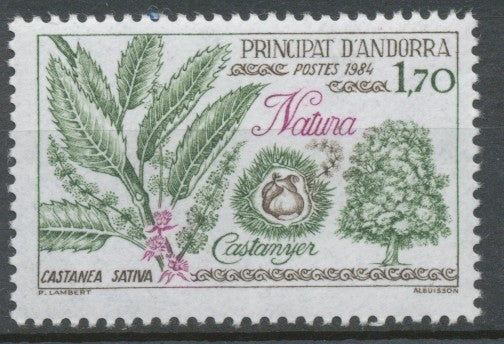 PRINCIPAT D'ANDORRA
POSTES 1984
1,70
Natura
Castanyer
CASTANEA SATIVA
P. LAMBERT
ALBUISSON